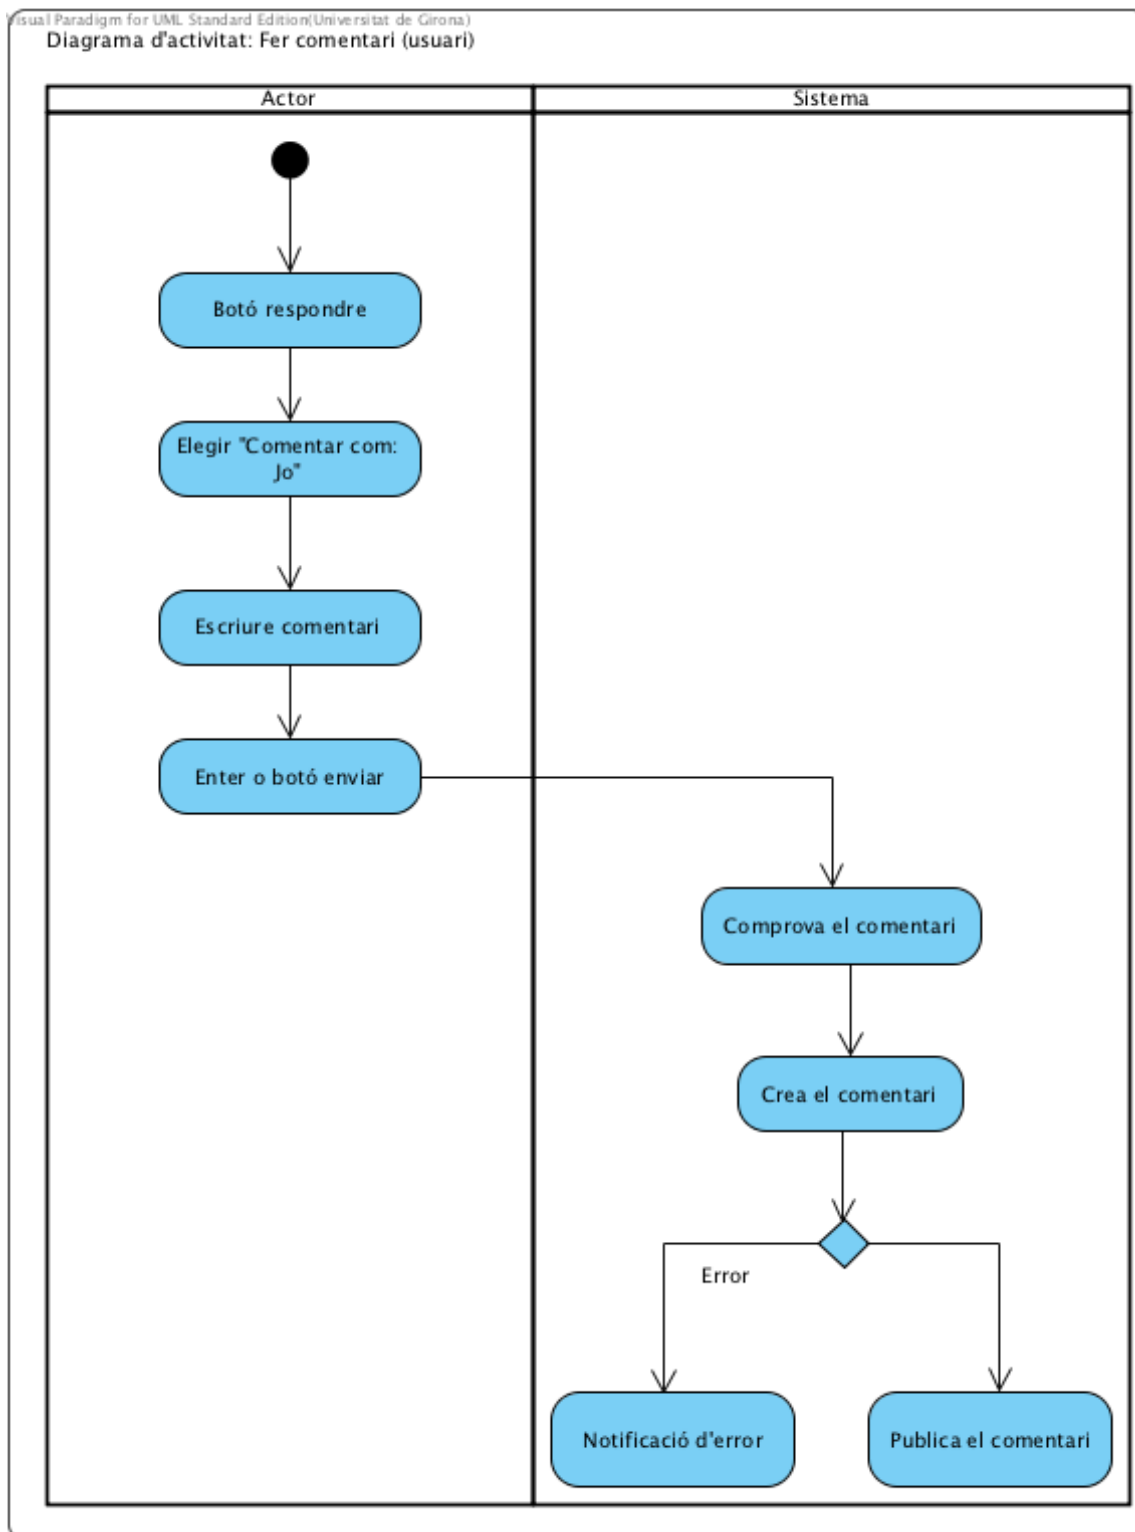 Visual Paradigm for UML Standard Edition(Universitat de Girona)
Diagrama d'activitat: Fer comentari (usuari)
Actor
Sistema
Botó respondre
Elegir "Comentar com:
Jo"
Escriure comentari
Enter o botó enviar
Comprova el comentari
Crea el comentari
Error
Notificació d'error
Publica el comentari